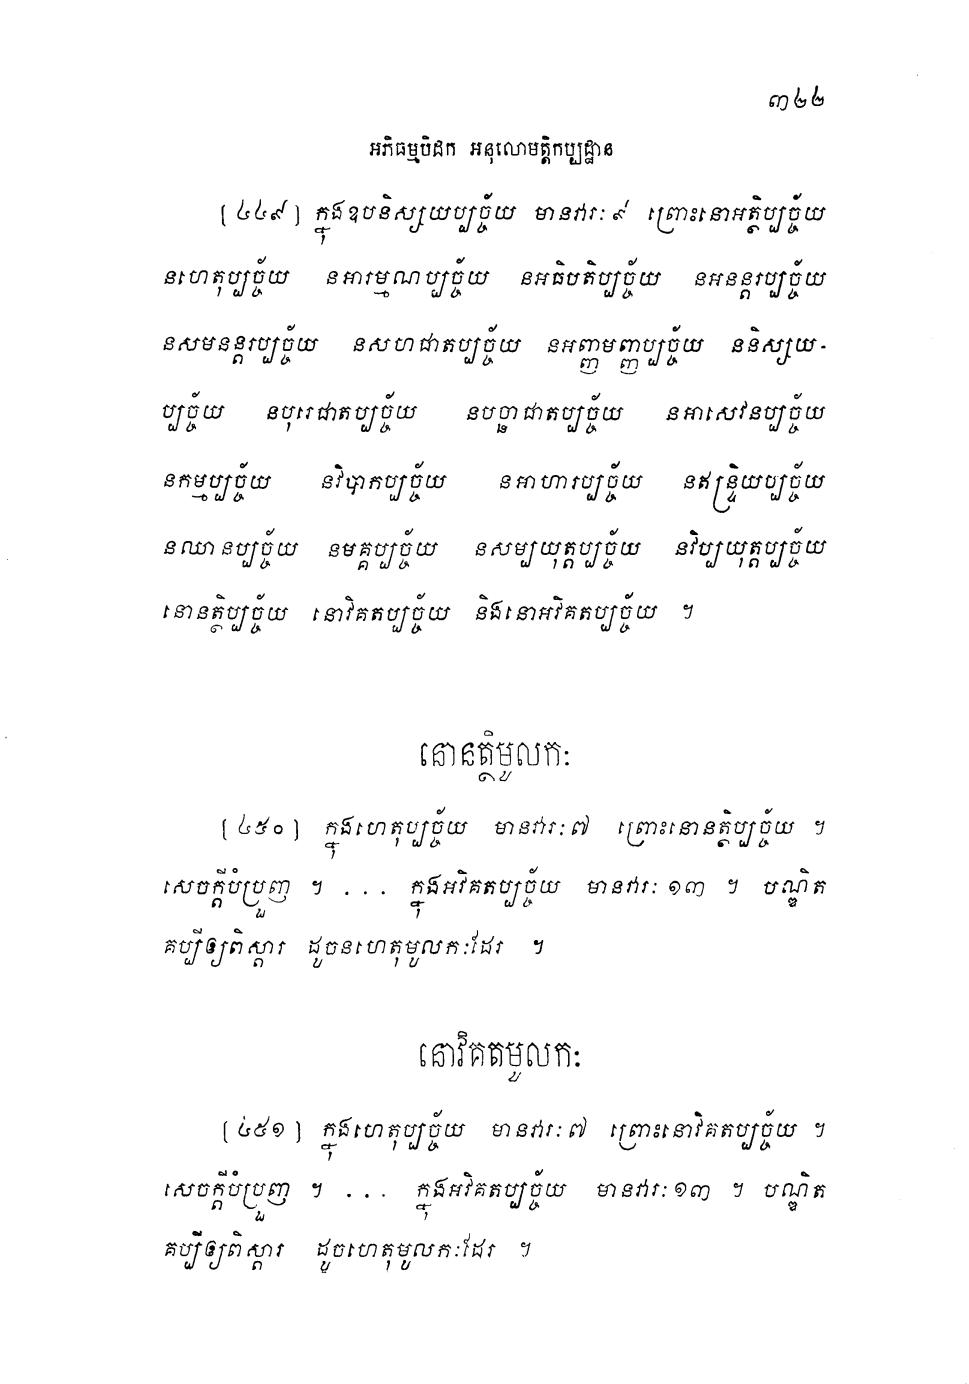 ៣៤៤
អភិធម្មបិដក អនុលោមត្តិកប្បដ្ឋាន
[៤៤៩] ក្នុងឧបនិស្សយប្បច្ច័យ មានវារៈ ៩ ព្រោះនោអត្ថិប្បច្ច័យ
នហេតុប្បច្ច័យ នអារម្មណប្បច្ច័យ នអធិបតិប្បច្ច័យ នអនន្តរប្បច្ច័យ
នសមនន្តរប្បច្ច័យ នសហជាតប្បច្ច័យ នអញ្ញាមញ្ញប្បច្ច័យ ននិស្សយ-
ប្បច្ច័យ នបុរេជាតប្បច្ច័យ នបច្ឆាជាតប្បច្ច័យ នអាសេវនប្បច្ច័យ
នកម្មប្បច្ច័យ នវិបាកប្បច្ច័យ នអាហារប្បច្ច័យ នឥន្ទ្រិយប្បច្ច័យ
នឈានប្បច្ច័យ នមគ្គប្បច្ច័យ នសម្បយុត្តប្បច្ច័យ នវិប្បយុត្តប្បច្ច័យ
នោនត្ថិប្បច្ច័យ នោវិគតប្បច្ច័យ និងនោអវិគតប្បច្ច័យ ។
នោនត្ថិមូលកៈ
[៤៥០] ក្នុងហេតុប្បច្ច័យ មានវារៈ ៧ ព្រោះនោនត្ថិប្បច្ច័យ ។
សេចក្តីបំប្រួញ ។ . . . ក្នុងអវិគតប្បច្ច័យ មានវារៈ ១៣ ។ បណ្ឌិត
គប្បីឲ្យពិស្តារ ដូចនហេតុមូលកៈដែរ ។
នោវិគតមូលកៈ
[៤៥១] ក្នុងហេតុប្បច្ច័យ មានវារៈ ៧ ព្រោះនោវិគតប្បច្ច័យ ។
សេចក្តីបំប្រួញ ។ . . . ក្នុងអវិគតប្បច្ច័យ មានវារៈ ១៣ ។ បណ្ឌិត
គប្បីឲ្យពិស្តារ ដូចហេតុមូលកៈដែរ ។